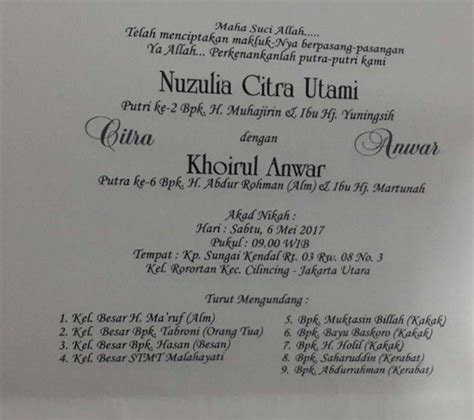 Maha Suci Allah....
Telah menciptakan makluk-Nya berpasang-pasangan
Ya Allah... Perkenankanlah putra-putri kami
Nuzulia Citra Utami
Putri ke-2 Bpk. H. Muhajirin & Ibu Hj. Yuningsih
Citra dengan Anwar
Khoirul Anwar
Putra ke-6 Bpk. H. Abdur Rohman (Alm) & Ibu Hj. Martunah
Akad Nikah :
Hari : Sabtu, 6 Mei 2017
Pukul : 09.00 WIB
Tempat : Kp. Sungai Kendal Rt. 03 Rw. 08 No. 3
Kel. Rorortan Kec. Cilincing - Jakarta Utara
Turut Mengundang :
1. Kel. Besar H. Ma'ruf (Alm)
2. Kel. Besar Bpk. Tabroni (Orang Tua)
3. Kel. Besar Bpk. Hasan (Besan)
4. Kel. Besar STMT Malahayati
5. Bpk. Muktasin Billah (Kakak)
6. Bpk. Bayu Baskoro (Kakak)
7. Bpk. H. Holil (Kakak)
8. Bpk. Saharuddin (Kerabat)
9. Bpk. Abdurrahman (Kerabat)